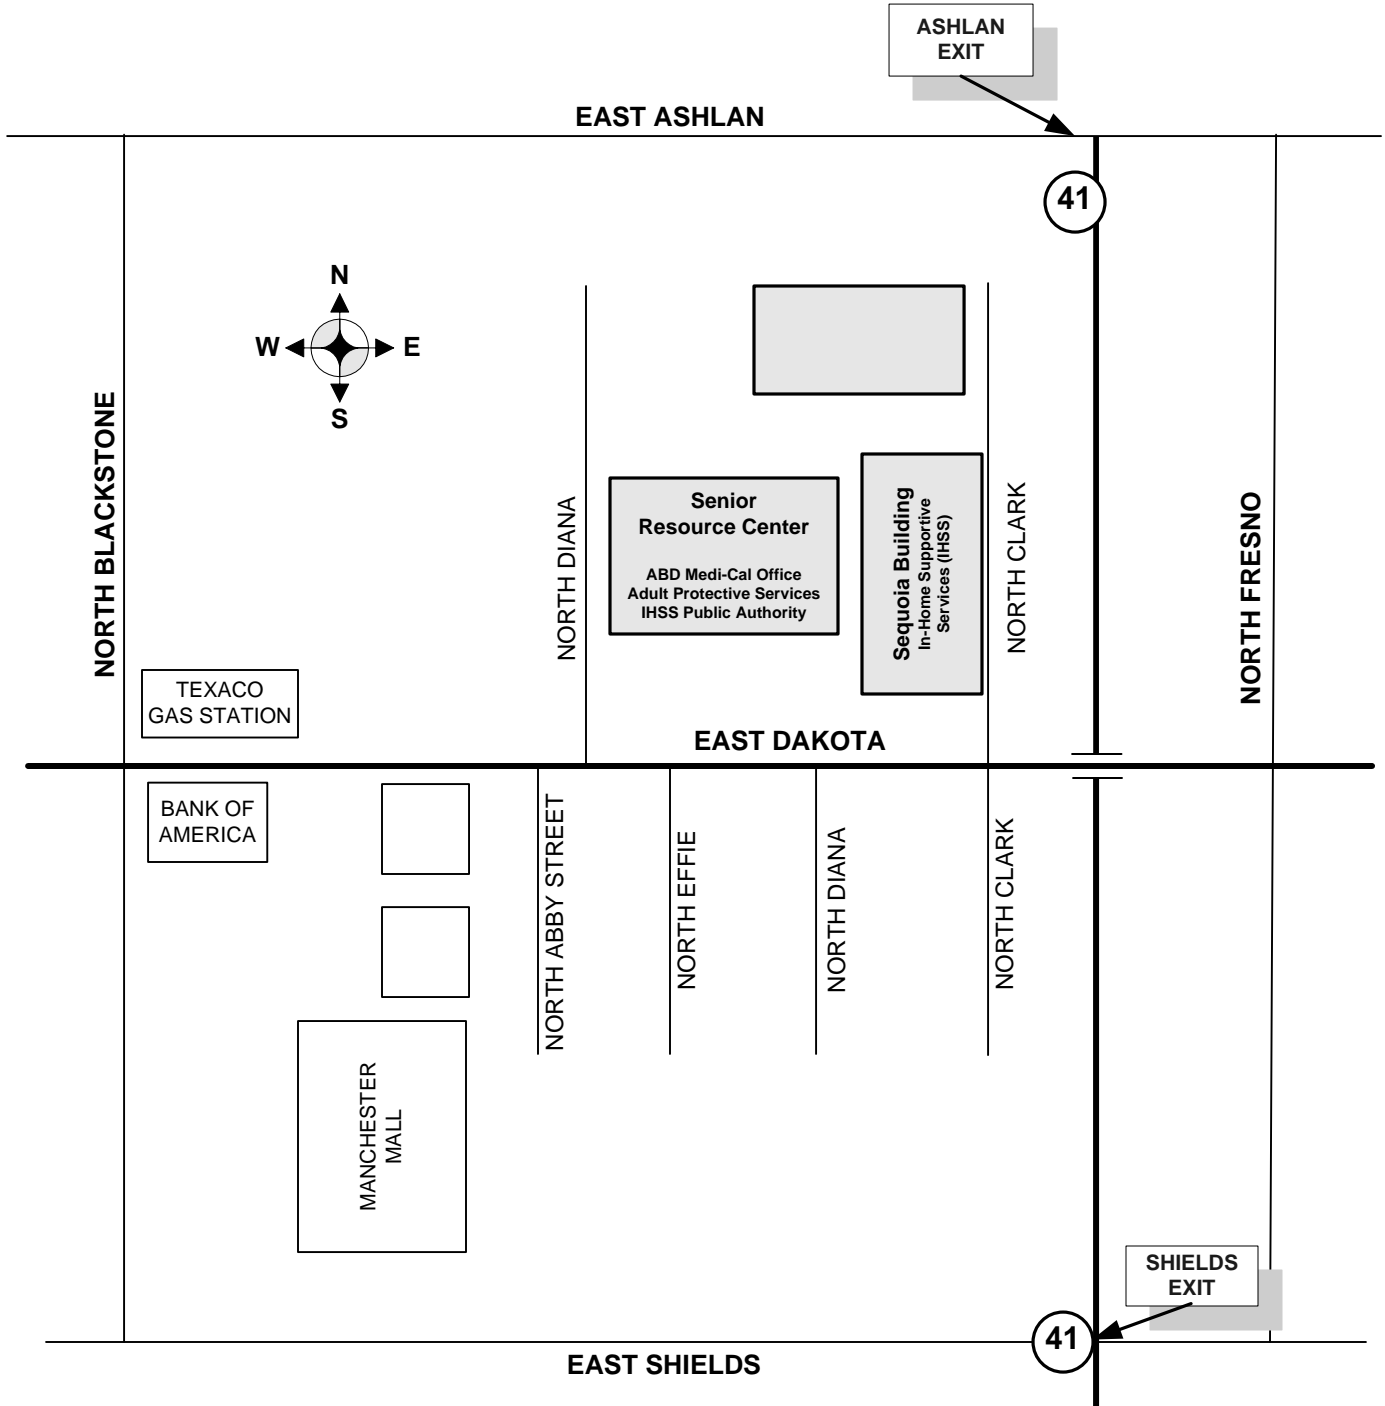 ASHLAN
EXIT
EAST ASHLAN
41
N
W
E
S
NORTH BLACKSTONE
NORTH DIANA
Senior
Resource Center
ABD Medi-Cal Office
Adult Protective Services
IHSS Public Authority
Sequoia Building
In-Home Supportive
Services (IHSS)
NORTH CLARK
NORTH FRESNO
TEXACO
GAS STATION
EAST DAKOTA
BANK OF
AMERICA
NORTH ABBY STREET
NORTH EFFIE
NORTH DIANA
NORTH CLARK
MANCHESTER
MALL
SHIELDS
EXIT
41
EAST SHIELDS